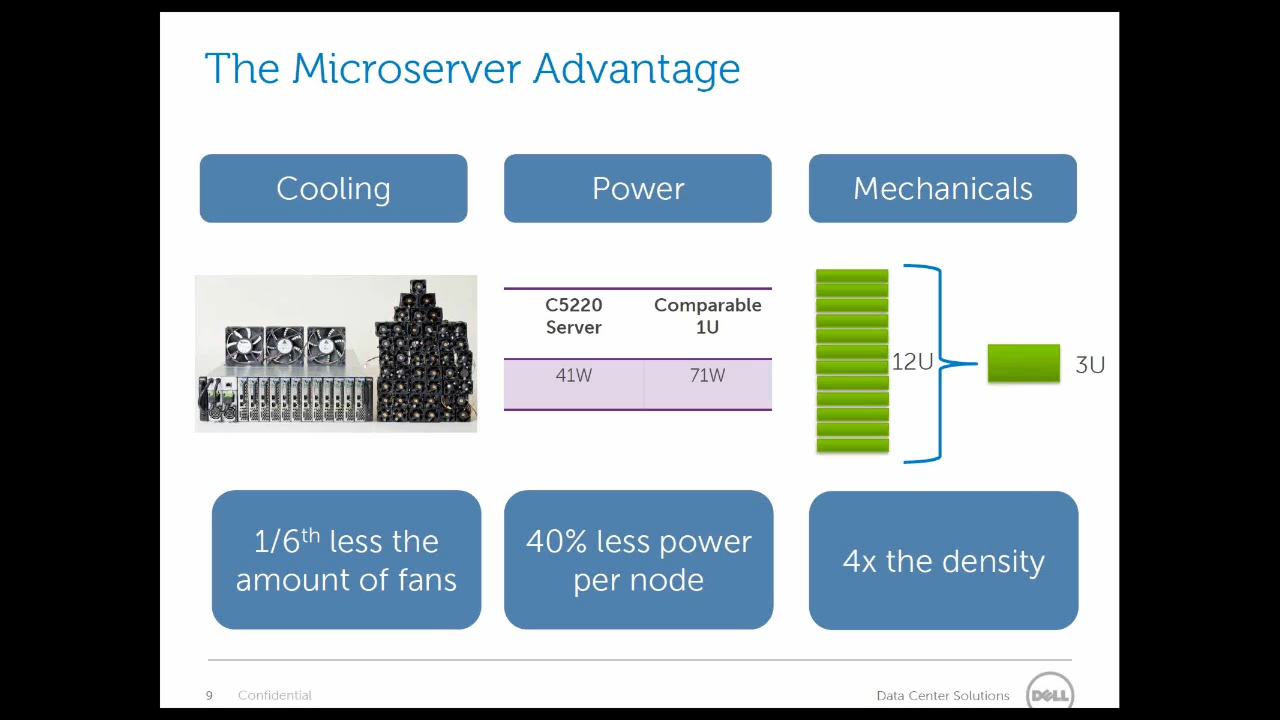 The Microserver Advantage
Cooling
Power
Mechanicals
C5220
Server
Comparable
1U
41W
71W
12U
3U
1/6th less the
amount of fans
40% less power
per node
4x the density
9
Confidential
Data Center Solutions
DELL